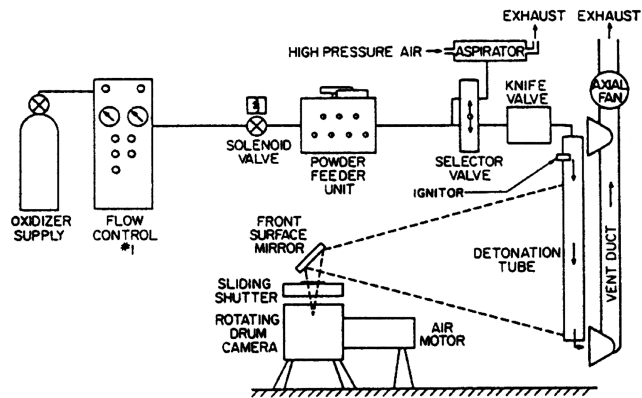 EXHAUST
EXHAUST
HIGH PRESSURE AIR
ASPIRATOR
AXIAL
FAN
KNIFE
VALVE
SOLENOID
VALVE
POWDER
FEEDER
UNIT
SELECTOR
VALVE
IGNITOR
OXIDIZER
SUPPLY
FLOW
CONTROL
#1
FRONT
SURFACE
MIRROR
DETONATION
TUBE
VENT DUCT
SLIDING
SHUTTER
ROTATING
DRUM
CAMERA
AIR
MOTOR